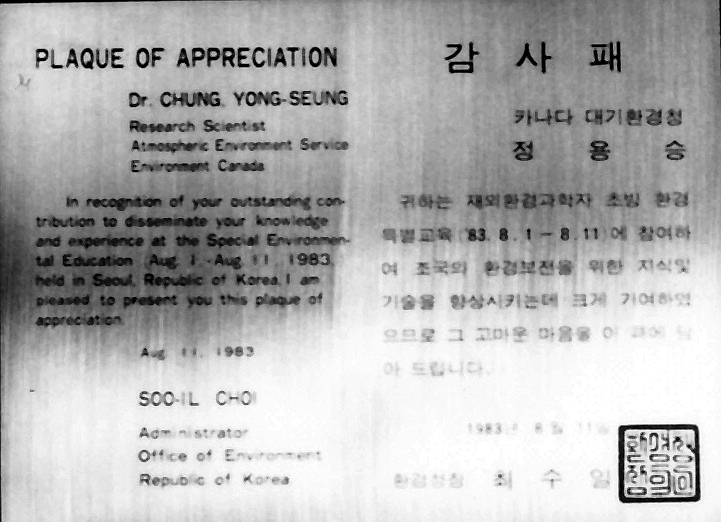 PLAQUE OF APPRECIATION
Dr. CHUNG, YONG-SEUNG
Research Scientist
Atmospheric Environment Service
Environment Canada
In recognition of your outstanding con-
tribution to disseminate your knowledge
and experience at the Special Environmen-
tal Education Aug. 1.-Aug 11. 1983.
held in Seoul, Republic of Korea, I am
pleased to present you this plaque of
appreciation.
Aug. 11. 1983
SOO-IL CHOI
Administrator
Office of Environment
Republic of Korea
감 사 패
카나다 대기환경청
정 용 승
귀하는 재외환경과학자 초빙 환경
특별교육 ('83. 8. 1 - 8. 11)에 참여하
여 조국의 환경보전을 위한 지식및
기술을 향상시키는데 크게 기여하였
으므로 그 고마운 마음을 이 패에 담
아 드립니다.
1983년 8월 11일
환경청장 최 수 일